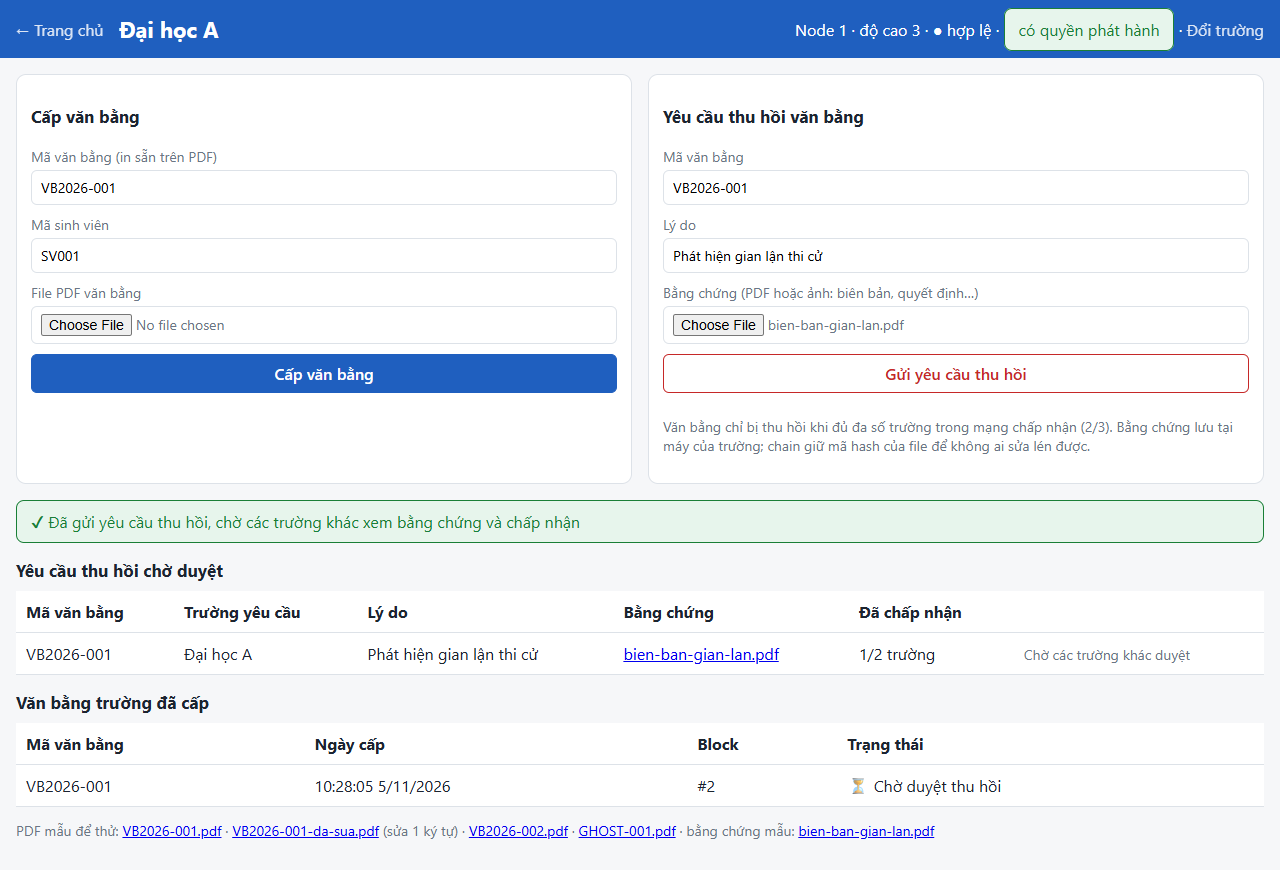 ← Trang chủ Đại học A Node 1 · độ cao 3 · ● hợp lệ · có quyền phát hành · Đổi trường
Cấp văn bằng
Mã văn bằng (in sẵn trên PDF)
VB2026-001
Mã sinh viên
SV001
File PDF văn bằng
Choose File No file chosen
Cấp văn bằng
Yêu cầu thu hồi văn bằng
Mã văn bằng
VB2026-001
Lý do
Phát hiện gian lận thi cử
Bằng chứng (PDF hoặc ảnh: biên bản, quyết định...)
Choose File bien-ban-gian-lan.pdf
Gửi yêu cầu thu hồi
Văn bằng chỉ bị thu hồi khi đủ đa số trường trong mạng chấp nhận (2/3). Bằng chứng lưu tại
máy của trường; chain giữ mã hash của file để không ai sửa lén được.
✓ Đã gửi yêu cầu thu hồi, chờ các trường khác xem bằng chứng và chấp nhận
Yêu cầu thu hồi chờ duyệt
Mã văn bằng Trường yêu cầu Lý do Bằng chứng Đã chấp nhận
VB2026-001 Đại học A Phát hiện gian lận thi cử bien-ban-gian-lan.pdf 1/2 trường Chờ các trường khác duyệt
Văn bằng trường đã cấp
Mã văn bằng Ngày cấp Block Trạng thái
VB2026-001 10:28:05 5/11/2026 #2 ⏳ Chờ duyệt thu hồi
PDF mẫu để thử: VB2026-001.pdf · VB2026-001-da-sua.pdf (sửa 1 ký tự) · VB2026-002.pdf · GHOST-001.pdf · bằng chứng mẫu: bien-ban-gian-lan.pdf